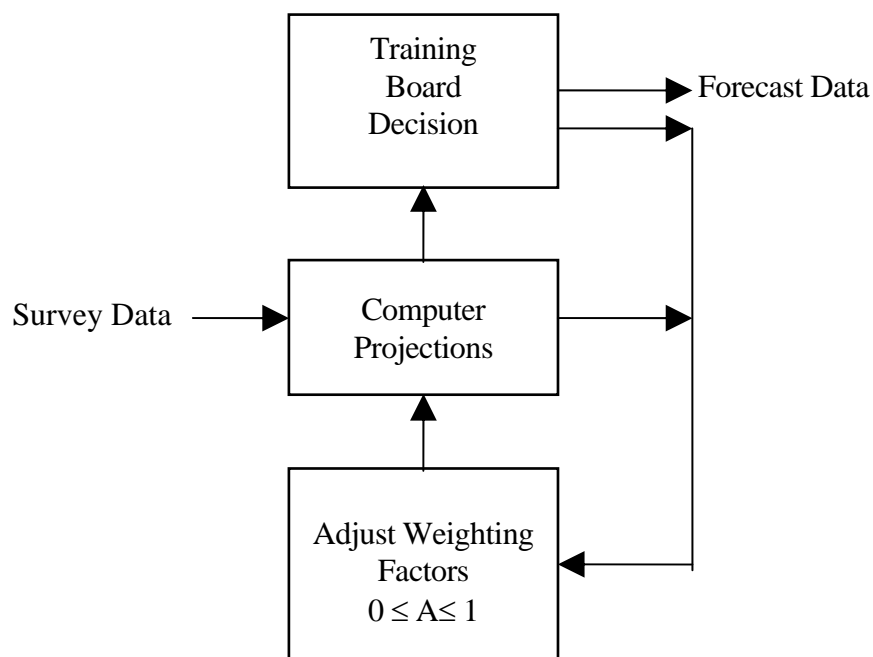 Training
Board
Decision
Forecast Data
Survey Data
Computer
Projections
Adjust Weighting
Factors
0 ≤ A≤ 1